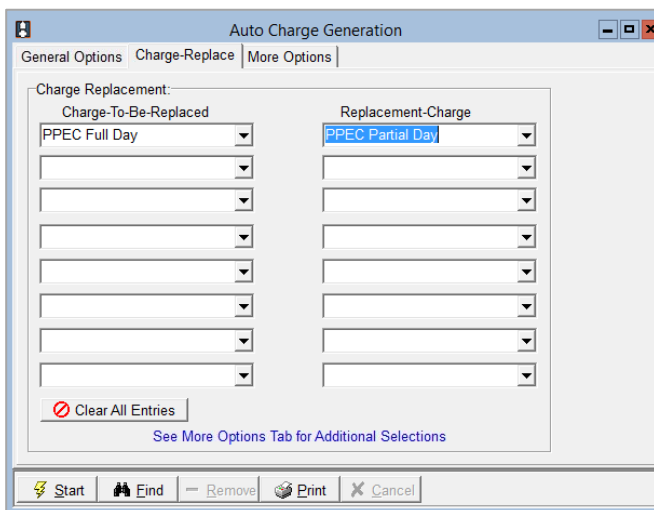 Auto Charge Generation
General Options Charge-Replace More Options
Charge Replacement:
Charge-To-Be-Replaced Replacement-Charge
PPEC Full Day PPEC Partial Day
Clear All Entries
See More Options Tab for Additional Selections
Start Find Remove Print Cancel